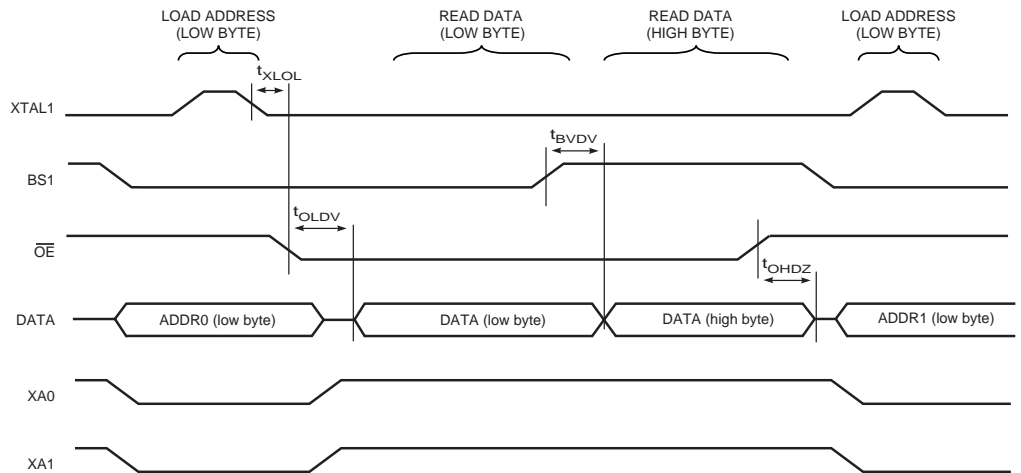 LOAD ADDRESS
(LOW BYTE)
READ DATA
(LOW BYTE)
READ DATA
(HIGH BYTE)
LOAD ADDRESS
(LOW BYTE)
tXLOL
XTAL1
tBVDV
BS1
tOLDV
OE
tOHDZ
DATA
ADDR0 (low byte)
DATA (low byte)
DATA (high byte)
ADDR1 (low byte)
XA0
XA1